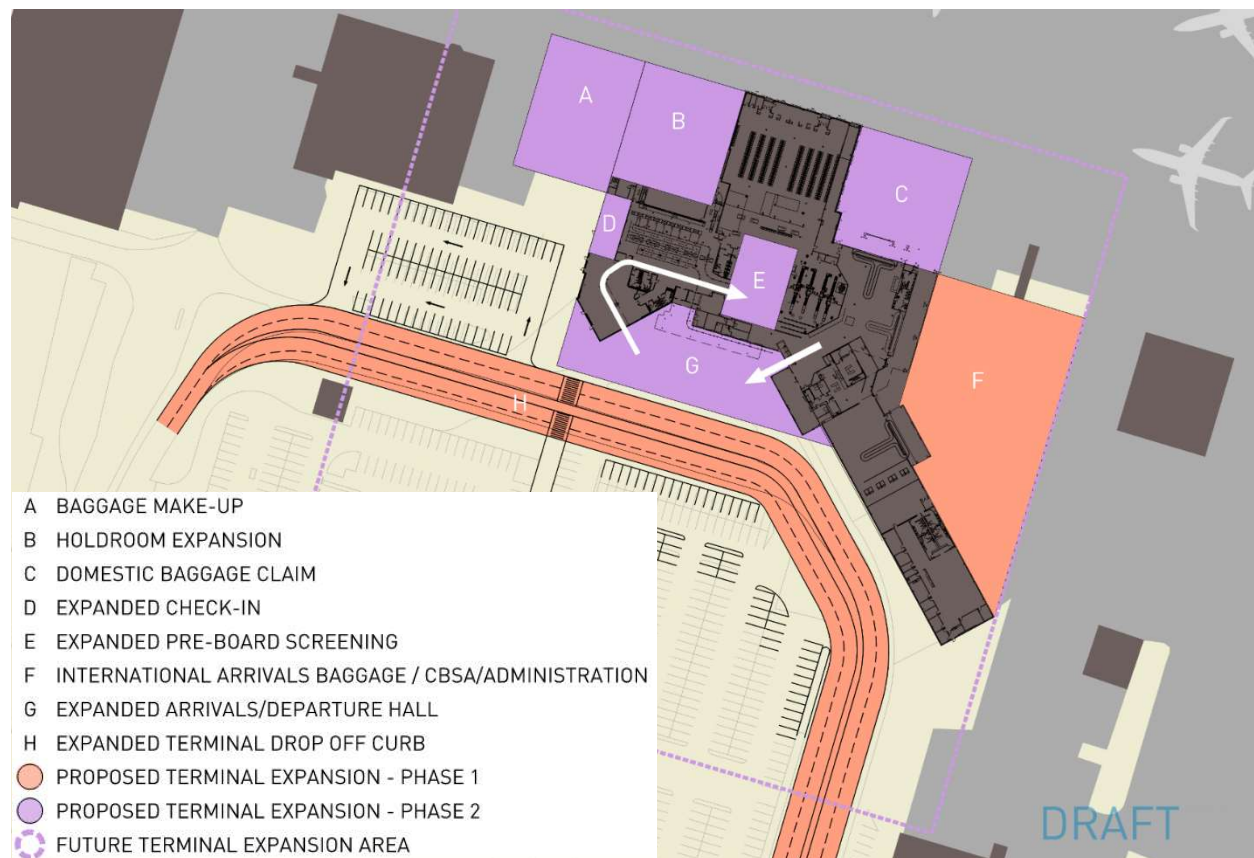 A
B
C
D
E
F
G
H
A BAGGAGE MAKE-UP
B HOLDROOM EXPANSION
C DOMESTIC BAGGAGE CLAIM
D EXPANDED CHECK-IN
E EXPANDED PRE-BOARD SCREENING
F INTERNATIONAL ARRIVALS BAGGAGE / CBSA/ADMINISTRATION
G EXPANDED ARRIVALS/DEPARTURE HALL
H EXPANDED TERMINAL DROP OFF CURB
PROPOSED TERMINAL EXPANSION - PHASE 1
PROPOSED TERMINAL EXPANSION - PHASE 2
FUTURE TERMINAL EXPANSION AREA
DRAFT